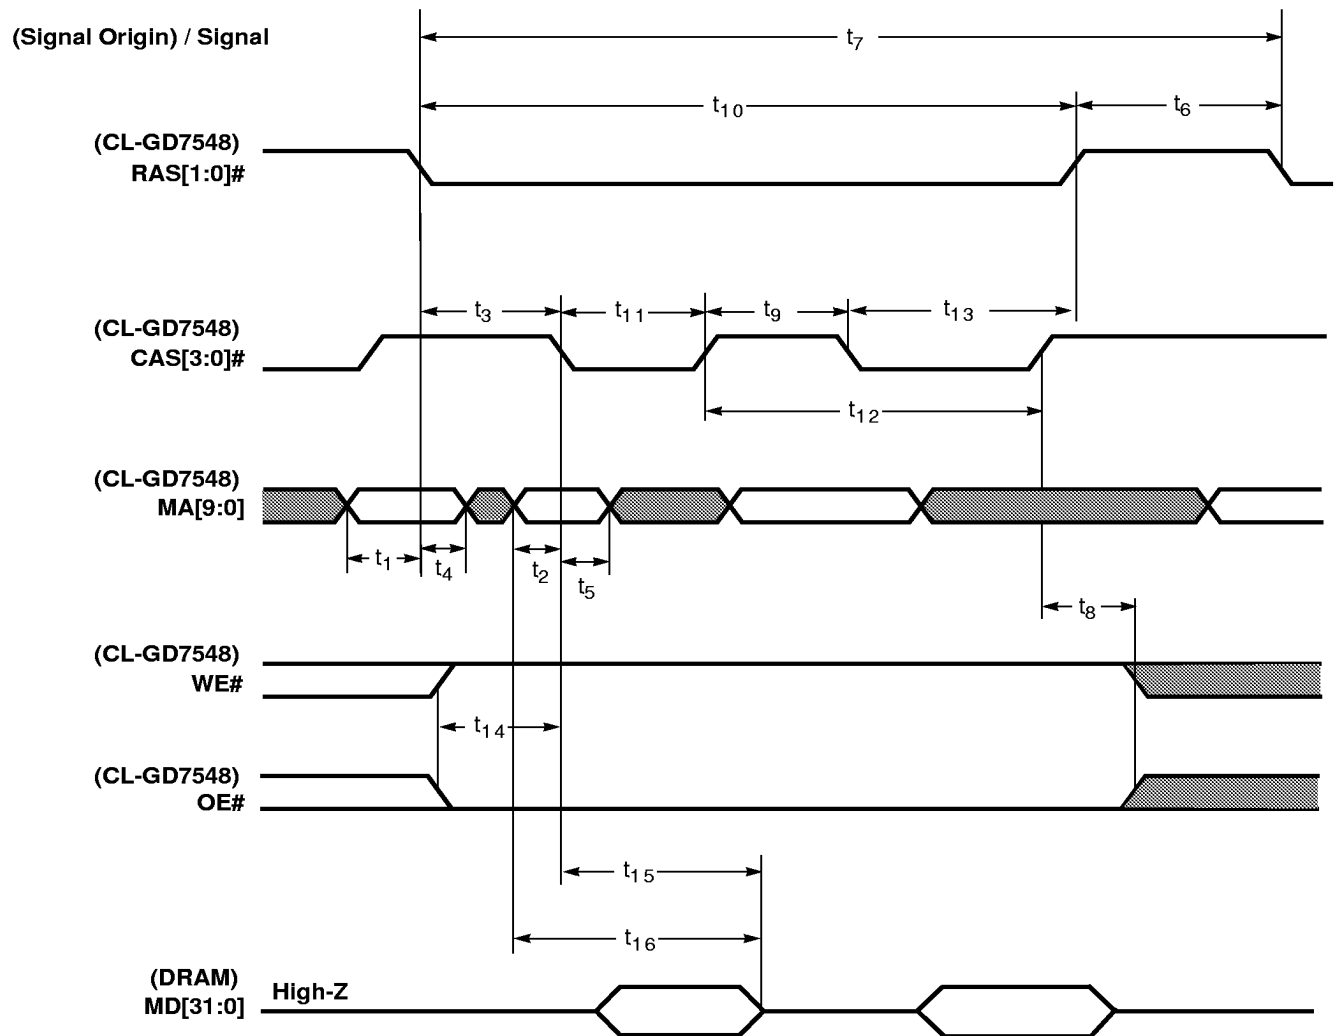 (Signal Origin) / Signal
t7
t10
t6
(CL-GD7548)
RAS[1:0]#
t3
t11
t9
t13
(CL-GD7548)
CAS[3:0]#
t12
(CL-GD7548)
MA[9:0]
t1
t4
t2
t5
t8
(CL-GD7548)
WE#
t14
(CL-GD7548)
OE#
t15
t16
(DRAM)
MD[31:0]
High-Z